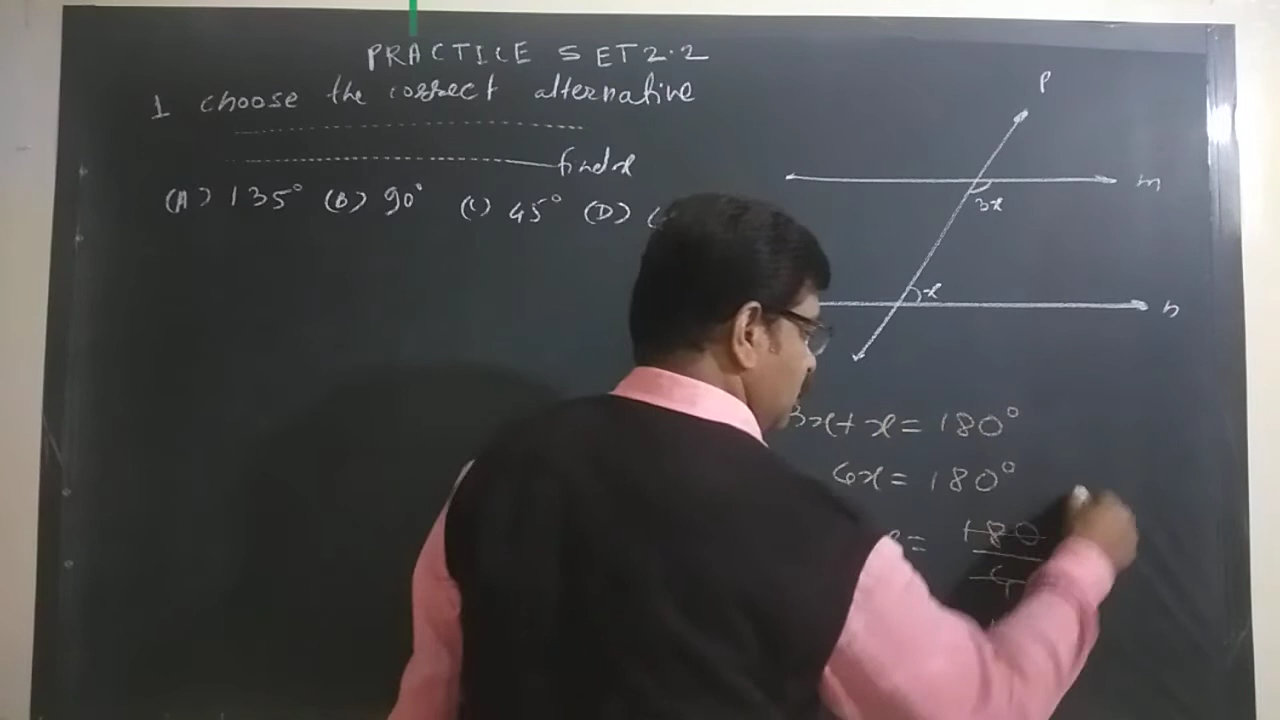 PRACTICE SET 2.2
1 choose the correct alternative
find x
(A) 135° (B) 90° (C) 45° (D)
p
m
3x
x
n
3x+x=180°
6x=180°
=
180